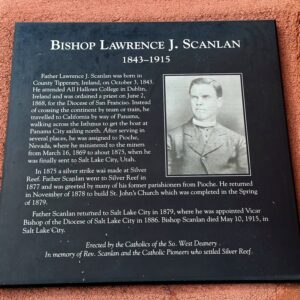 BISHOP LAWRENCE J. SCANLAN
1843–1915
Father Lawrence J. Scanlan was born in
County Tipperary, Ireland, on October 3, 1843.
He attended All Hallows College in Dublin,
Ireland and was ordained a priest on June 2,
1868, for the Diocese of San Francisco. Instead
of crossing the continent by team or train, he
travelled to California by way of Panama,
walking across the Isthmus to get the boat at
Panama City sailing north. After serving in
several places, he was assigned to Pioche,
Nevada, where he ministered to the miners
from March 16, 1869 to about 1873, when he
was finally sent to Salt Lake City, Utah.
In 1875 a silver strike was made at Silver
Reef. Father Scanlan went to Silver Reef in
1877 and was greeted by many of his former parishioners from Pioche. He returned
in November of 1878 to build St. John's Church which was completed in the Spring
of 1879.
Father Scanlan returned to Salt Lake City in 1879, where he was appointed Vicar
Bishop of the Diocese of Salt Lake City in 1886. Bishop Scanlan died May 10, 1915, in
Salt Lake City.
Erected by the Catholics of the So. West Deanery
In memory of Rev. Scanlan and the Catholic Pioneers who settled Silver Reef.